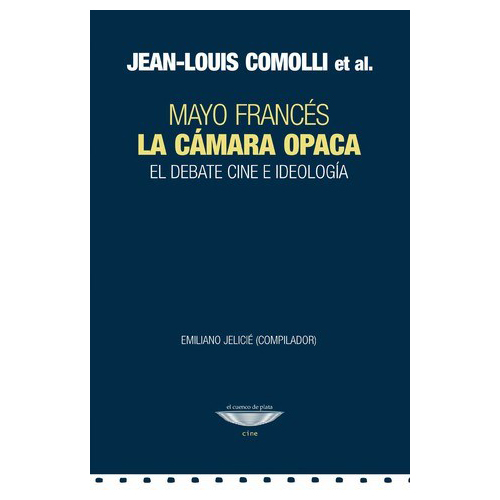 JEAN-LOUIS COMOLLI et al.
MAYO FRANCÉS
LA CÁMARA OPACA
EL DEBATE CINE E IDEOLOGÍA
EMILIANO JELICIÉ (COMPILADOR)
el cuenco de plata
cine